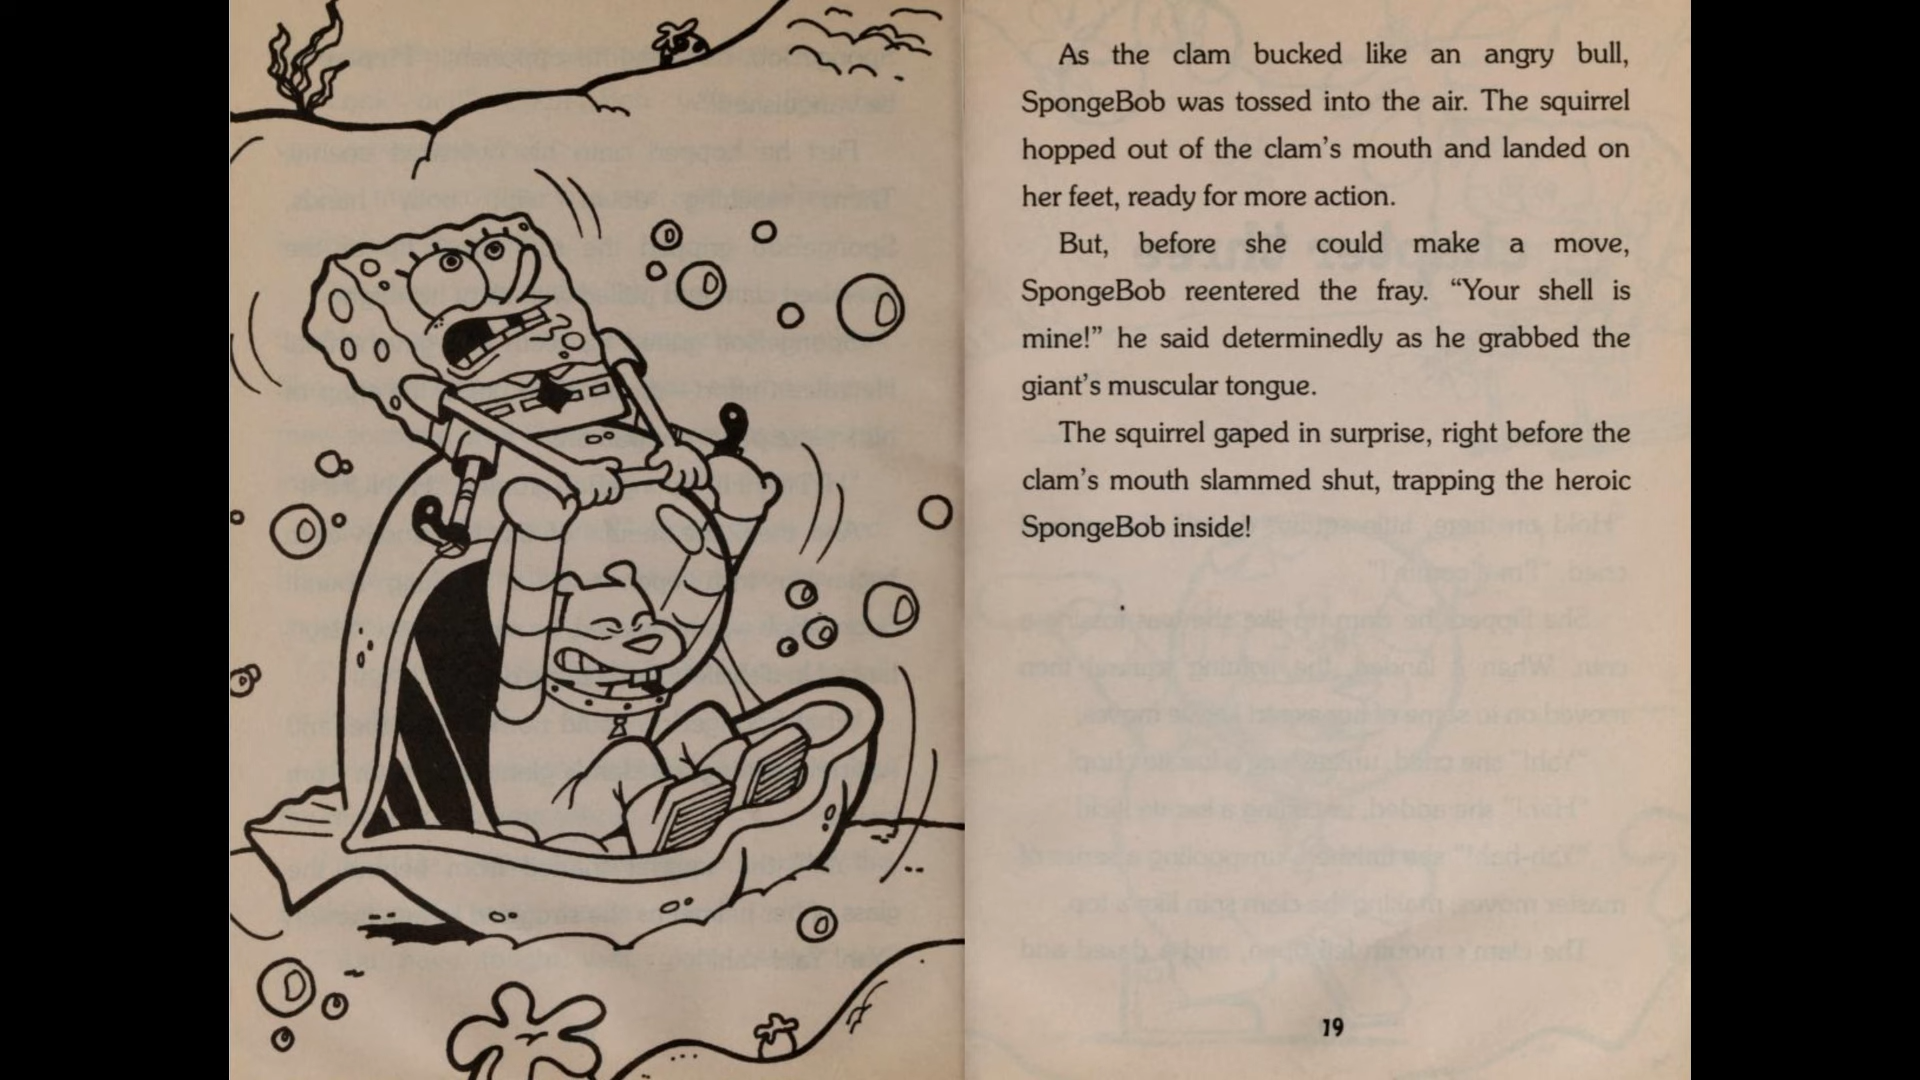 As the clam bucked like an angry bull,
SpongeBob was tossed into the air. The squirrel
hopped out of the clam's mouth and landed on
her feet, ready for more action.
But, before she could make a move,
SpongeBob reentered the fray. “Your shell is
mine!” he said determinedly as he grabbed the
giant's muscular tongue.
The squirrel gaped in surprise, right before the
clam's mouth slammed shut, trapping the heroic
SpongeBob inside!
19